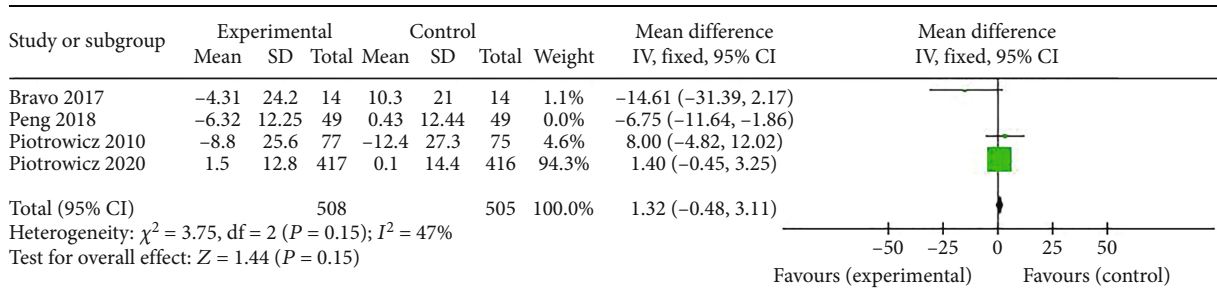 Study or subgroup Experimental Control Mean difference Mean difference
Mean SD Total Mean SD Total Weight IV, fixed, 95% CI IV, fixed, 95% CI
Bravo 2017 –4.31 24.2 14 10.3 21 14 1.1% –14.61 (–31.39, 2.17)
Peng 2018 –6.32 12.25 49 0.43 12.44 49 0.0% –6.75 (–11.64, –1.86)
Piotrowicz 2010 –8.8 25.6 77 –12.4 27.3 75 4.6% 8.00 (–4.82, 12.02)
Piotrowicz 2020 1.5 12.8 417 0.1 14.4 416 94.3% 1.40 (–0.45, 3.25)
Total (95% CI) 508 505 100.0% 1.32 (–0.48, 3.11)
Heterogeneity: χ² = 3.75, df = 2 (P = 0.15); I² = 47%
Test for overall effect: Z = 1.44 (P = 0.15)
–50 –25 0 25 50
Favours (experimental) Favours (control)